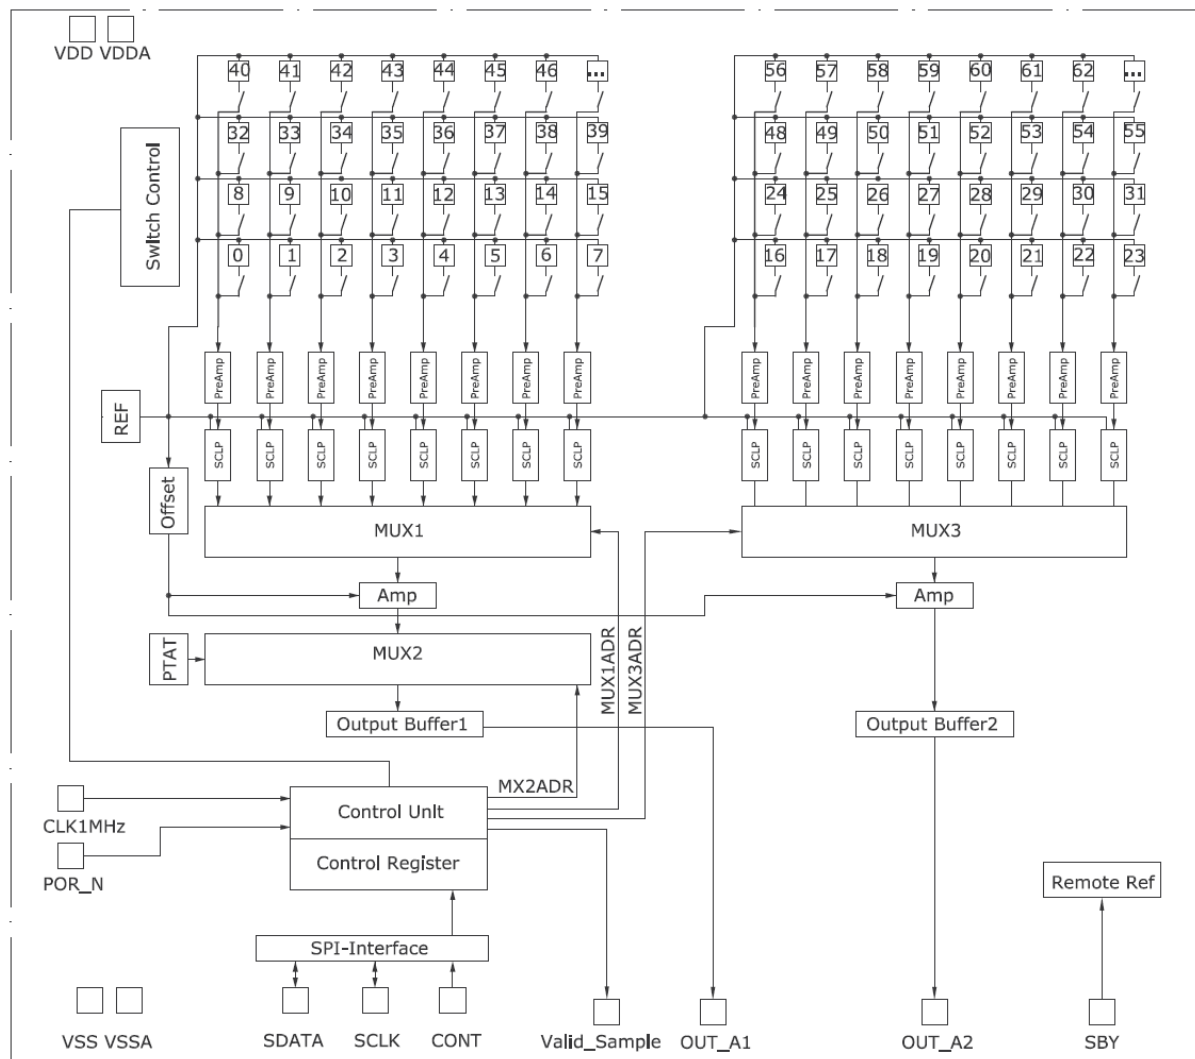 VDD VDDA
40 41 42 43 44 45 46 ... 56 57 58 59 60 61 62 ...
32 33 34 35 36 37 38 39 48 49 50 51 52 53 54 55
Switch Control
8 9 10 11 12 13 14 15 24 25 26 27 28 29 30 31
0 1 2 3 4 5 6 7 16 17 18 19 20 21 22 23
PreAmp PreAmp PreAmp PreAmp PreAmp PreAmp PreAmp PreAmp PreAmp PreAmp PreAmp PreAmp PreAmp PreAmp PreAmp PreAmp
REF
SCLP SCLP SCLP SCLP SCLP SCLP SCLP SCLP SCLP SCLP SCLP SCLP SCLP SCLP SCLP SCLP
Offset
MUX1 MUX3
Amp Amp
PTAT
MUX2
MUX1ADR
MUX3ADR
Output Buffer1 Output Buffer2
MX2ADR
Control Unit
CLK1MHz
Control Register
POR_N
Remote Ref
SPI-Interface
VSS VSSA SDATA SCLK CONT Valid_Sample OUT_A1 OUT_A2 SBY